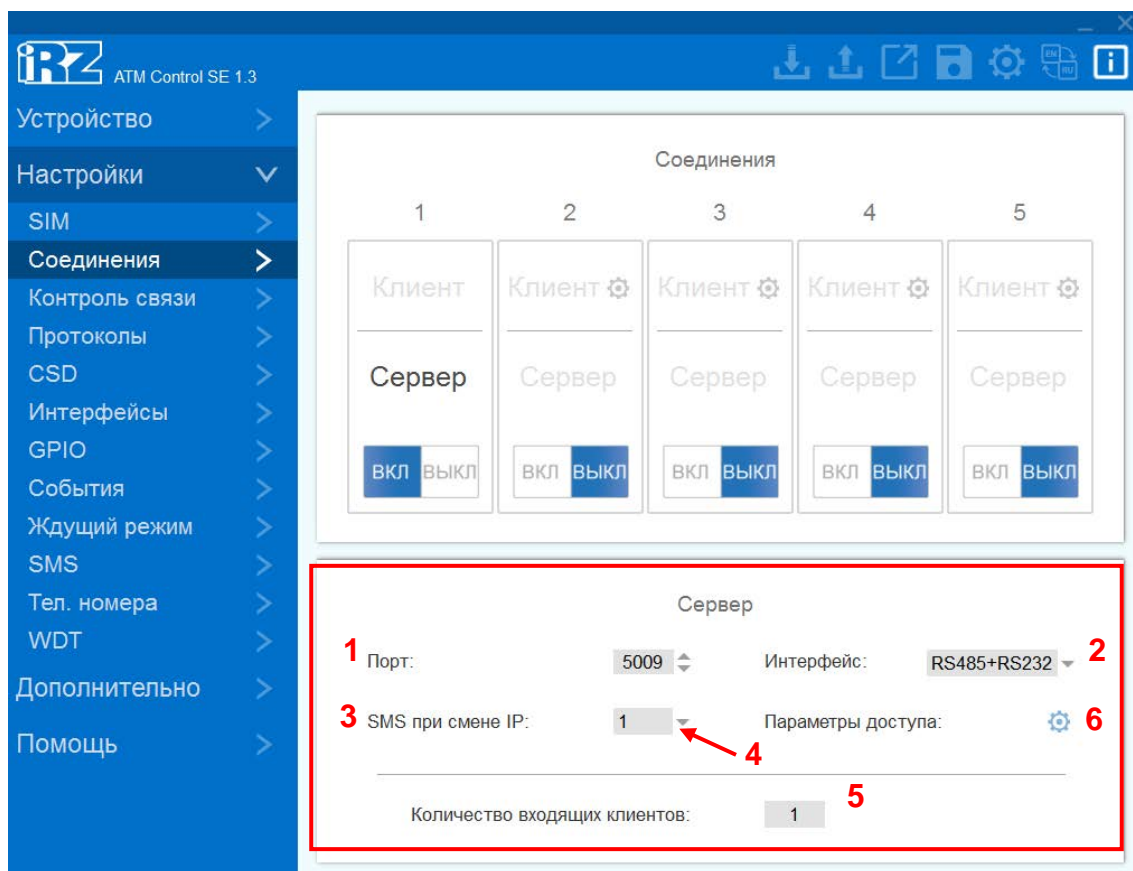 iRZ ATM Control SE 1.3
EN RU i
Устройство
Настройки
SIM
Соединения
Контроль связи
Протоколы
CSD
Интерфейсы
GPIO
События
Ждущий режим
SMS
Тел. номера
WDT
Дополнительно
Помощь
Соединения
1 2 3 4 5
Клиент Клиент Клиент Клиент Клиент
Сервер Сервер Сервер Сервер Сервер
ВКЛ ВЫКЛ ВКЛ ВЫКЛ ВКЛ ВЫКЛ ВКЛ ВЫКЛ ВКЛ ВЫКЛ
Сервер
1 Порт: 5009 Интерфейс: RS485+RS232 2
3 SMS при смене IP: 1 Параметры доступа: 6
4
Количество входящих клиентов: 1 5